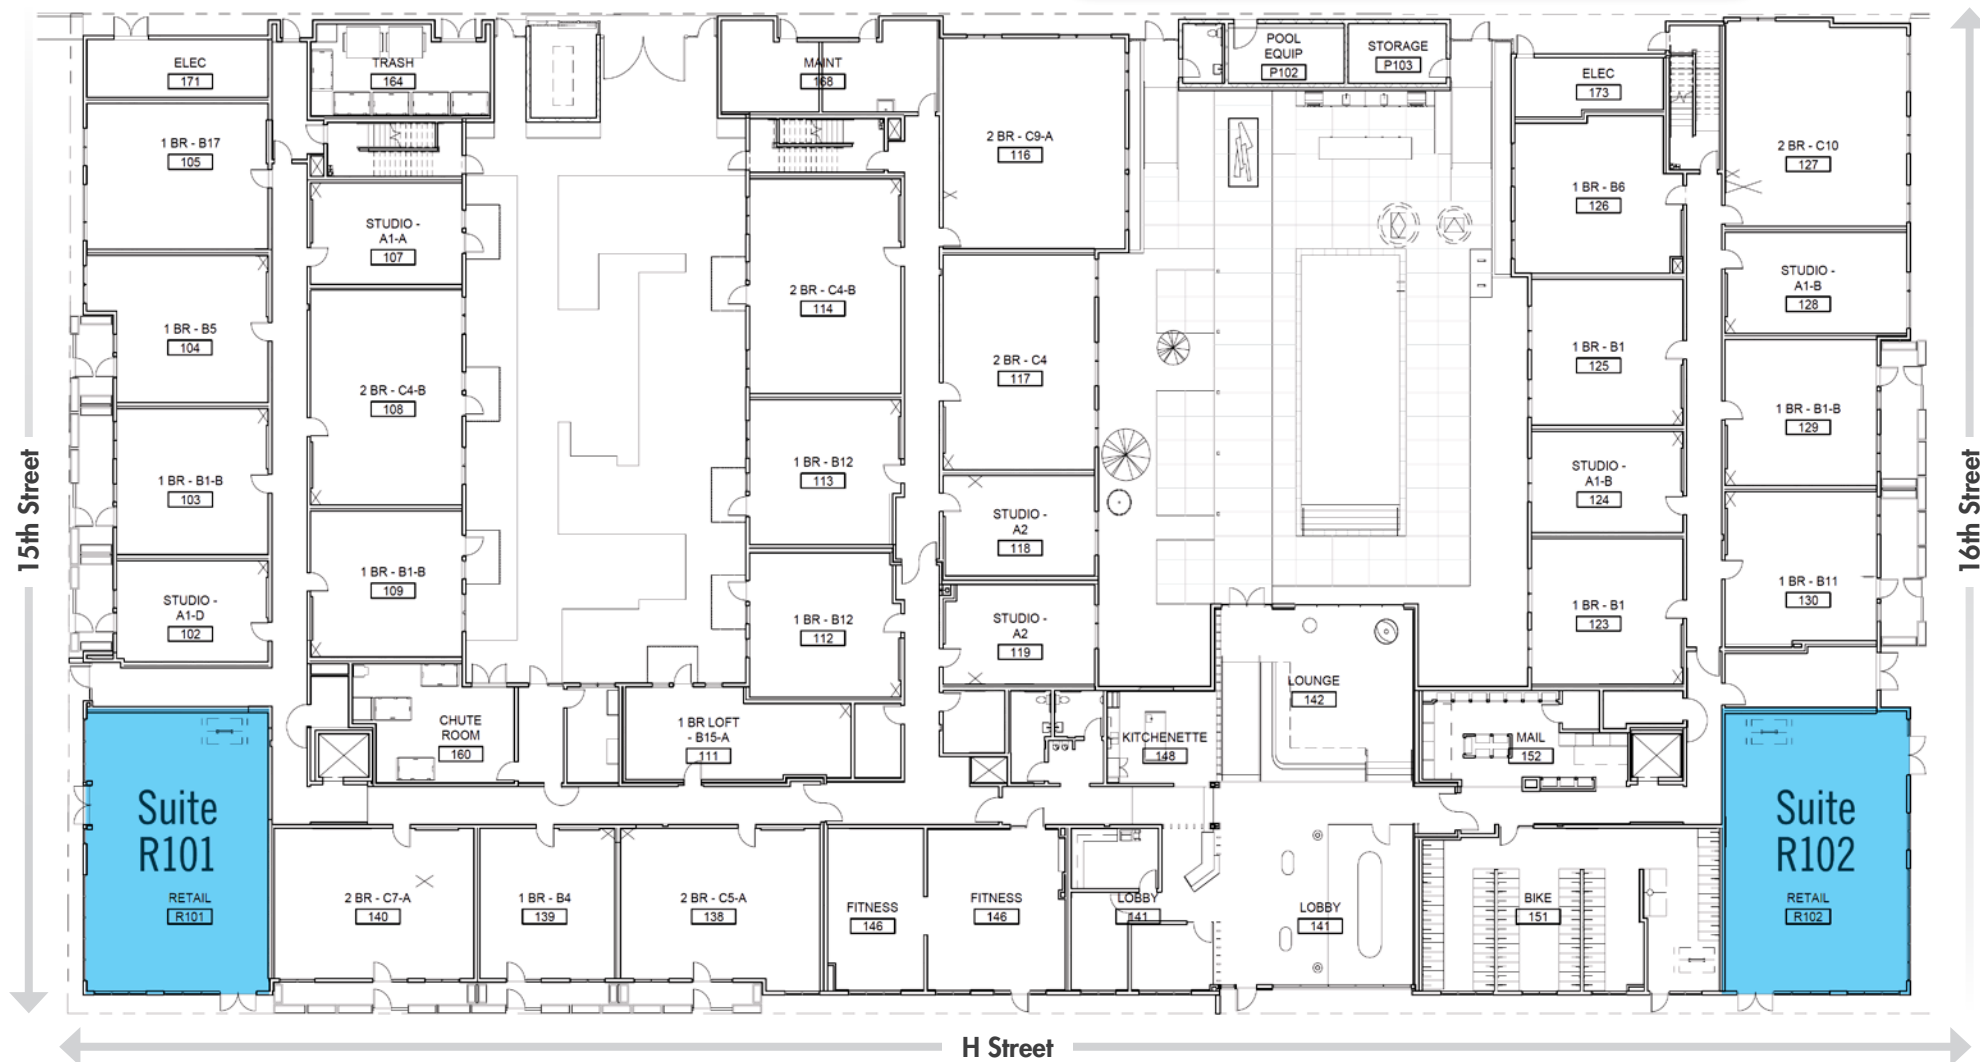 ELEC
171
TRASH
164
MAINT
168
POOL
EQUIP
P102
STORAGE
P103
ELEC
173
1 BR - B17
105
2 BR - C9-A
116
2 BR - C10
127
1 BR - B6
126
STUDIO -
A1-A
107
STUDIO -
A1-B
128
2 BR - C4-B
114
1 BR - B5
104
2 BR - C4
117
1 BR - B1
125
2 BR - C4-B
108
1 BR - B1-B
129
1 BR - B12
113
1 BR - B1-B
103
STUDIO -
A1-B
124
STUDIO -
A2
118
15th Street
16th Street
1 BR - B1-B
109
1 BR - B11
130
STUDIO -
A1-D
102
1 BR - B12
112
STUDIO -
A2
119
1 BR - B1
123
LOUNGE
142
CHUTE
ROOM
160
1 BR LOFT
- B15-A
111
KITCHENETTE
148
MAIL
152
Suite
R101
RETAIL
R101
Suite
R102
RETAIL
R102
2 BR - C7-A
140
1 BR - B4
139
2 BR - C5-A
138
FITNESS
146
FITNESS
146
LOBBY
141
LOBBY
141
BIKE
151
H Street